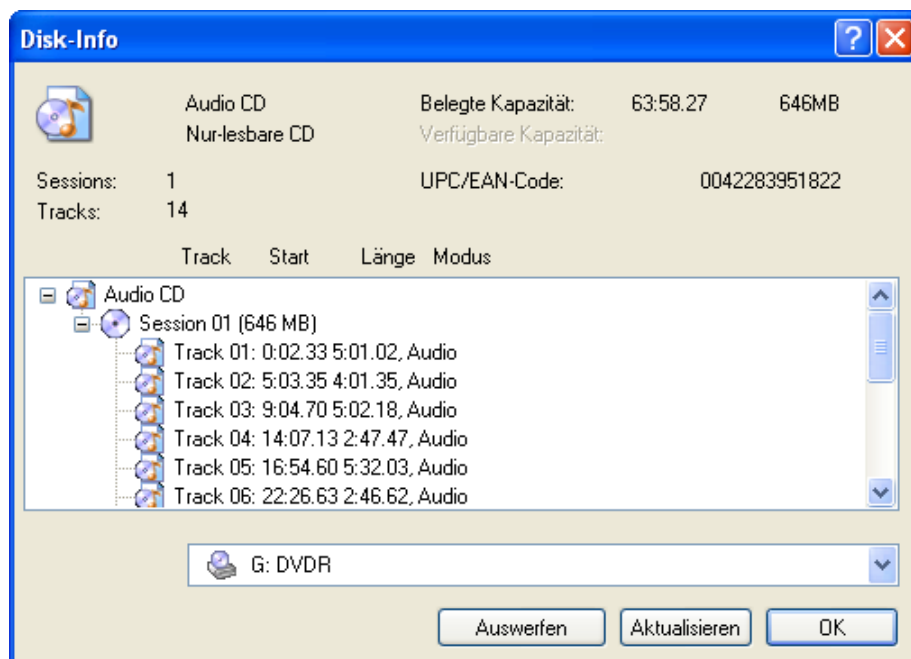 Disk-Info
Audio CD Belegte Kapazität: 63:58.27 646MB
Nur-lesbare CD Verfügbare Kapazität:
Sessions: 1 UPC/EAN-Code: 0042283951822
Tracks: 14
Track Start Länge Modus
Audio CD
Session 01 (646 MB)
Track 01: 0:02.33 5:01.02, Audio
Track 02: 5:03.35 4:01.35, Audio
Track 03: 9:04.70 5:02.18, Audio
Track 04: 14:07.13 2:47.47, Audio
Track 05: 16:54.60 5:32.03, Audio
Track 06: 22:26.63 2:46.62, Audio
G: DVDR
Auswerfen Aktualisieren OK